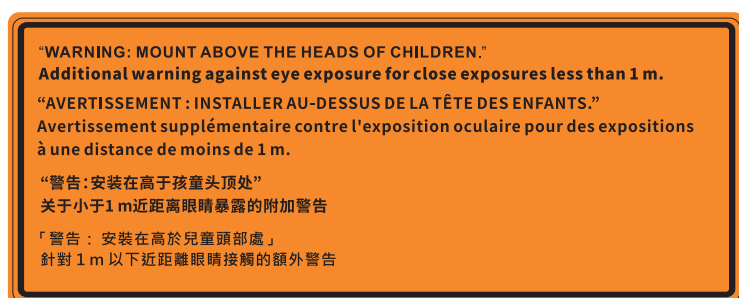 “WARNING: MOUNT ABOVE THE HEADS OF CHILDREN.”
Additional warning against eye exposure for close exposures less than 1 m.
“AVERTISSEMENT : INSTALLER AU-DESSUS DE LA TÊTE DES ENFANTS.”
Avertissement supplémentaire contre l'exposition oculaire pour des expositions
à une distance de moins de 1 m.
“警告:安装在高于孩童头顶处”
关于小于1 m近距离眼睛暴露的附加警告
「警告： 安裝在高於兒童頭部處」
針對 1 m 以下近距離眼睛接觸的額外警告